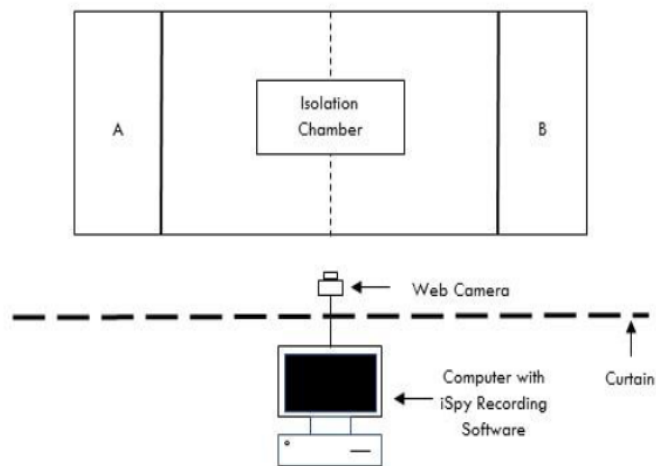 A
Isolation
Chamber
B
Web Camera
Curtain
Computer with
iSpy Recording
Software